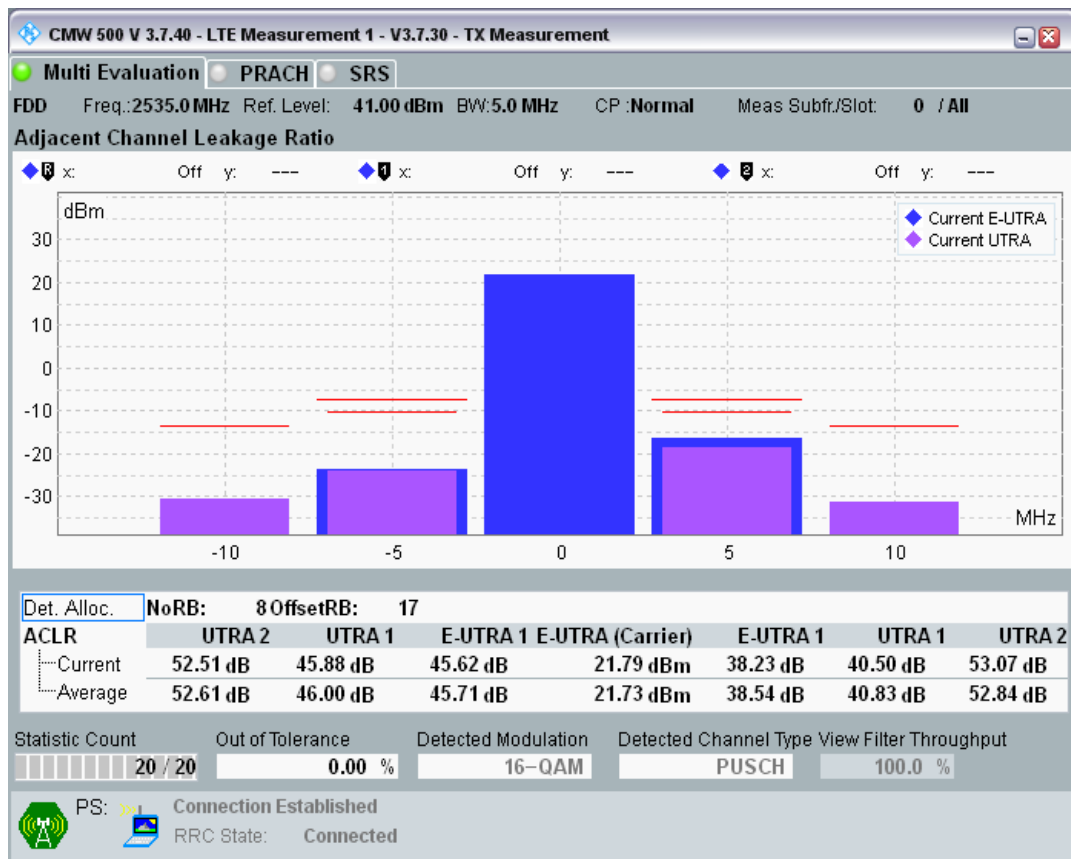 CMW 500 V 3.7.40 - LTE Measurement 1 - V3.7.30 - TX Measurement
Multi Evaluation PRACH SRS
FDD Freq.:2535.0 MHz Ref. Level: 41.00 dBm BW:5.0 MHz CP :Normal Meas Subfr./Slot: 0 / All
Adjacent Channel Leakage Ratio
R x: Off y: --- 1 x: Off y: --- 2 x: Off y: ---
dBm
Current E-UTRA
Current UTRA
30
20
10
0
-10
-20
-30
MHz
-10 -5 0 5 10
Det. Alloc. NoRB: 8 OffsetRB: 17
ACLR UTRA 2 UTRA 1 E-UTRA 1 E-UTRA (Carrier) E-UTRA 1 UTRA 1 UTRA 2
Current 52.51 dB 45.88 dB 45.62 dB 21.79 dBm 38.23 dB 40.50 dB 53.07 dB
Average 52.61 dB 46.00 dB 45.71 dB 21.73 dBm 38.54 dB 40.83 dB 52.84 dB
Statistic Count Out of Tolerance Detected Modulation Detected Channel Type View Filter Throughput
20 / 20 0.00 % 16-QAM PUSCH 100.0 %
PS: Connection Established
RRC State: Connected